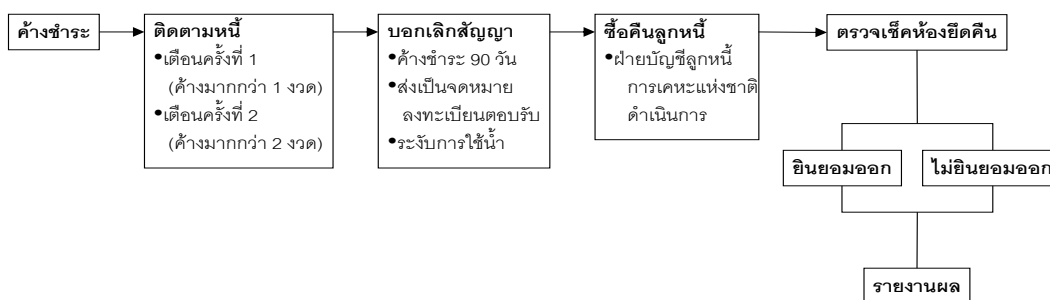 ค้างชำระ
ติดตามหนี้
•เตือนครั้งที่ 1
(ค้างมากกว่า 1 งวด)
•เตือนครั้งที่ 2
(ค้างมากกว่า 2 งวด)
บอกเลิกสัญญา
•ค้างชำระ 90 วัน
•ส่งเป็นจดหมาย
ลงทะเบียนตอบรับ
•ระงับการใช้น้ำ
ซื้อคืนลูกหนี้
•ฝ่ายบัญชีลูกหนี้
การเคหะแห่งชาติ
ดำเนินการ
ตรวจเช็คห้องยึดคืน
ยินยอมออก
ไม่ยินยอมออก
รายงานผล